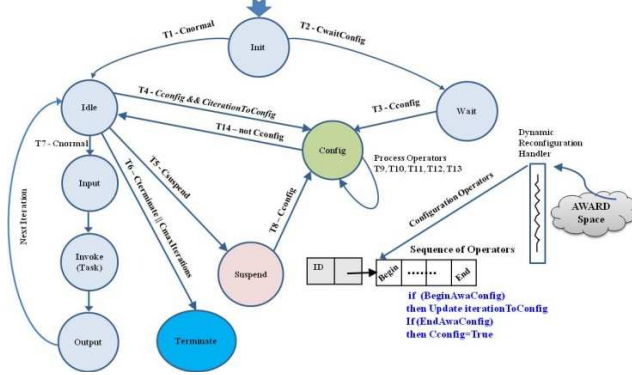 T1 - Cnormal
T2 - CwaitConfig
Init
Idle
T4 - Cconfig && CiterationToConfig
T3 - Cconfig
Wait
T14 – not Cconfig
Config
T7 - Cnormal
Process Operators
T9, T10, T11, T12, T13
Dynamic
Reconfiguration
Handler
Input
T5 - Csuspend
T6 – Cterminate || CmaxIterations
T8 – Cconfig
Configuration Operators
AWARD
Space
Next Iteration
Invoke
(Task)
Suspend
Sequence of Operators
ID
Begin
.......
End
if (BeginAwaConfig)
then Update iterationToConfig
If (EndAwaConfig)
then Cconfig=True
Output
Terminate